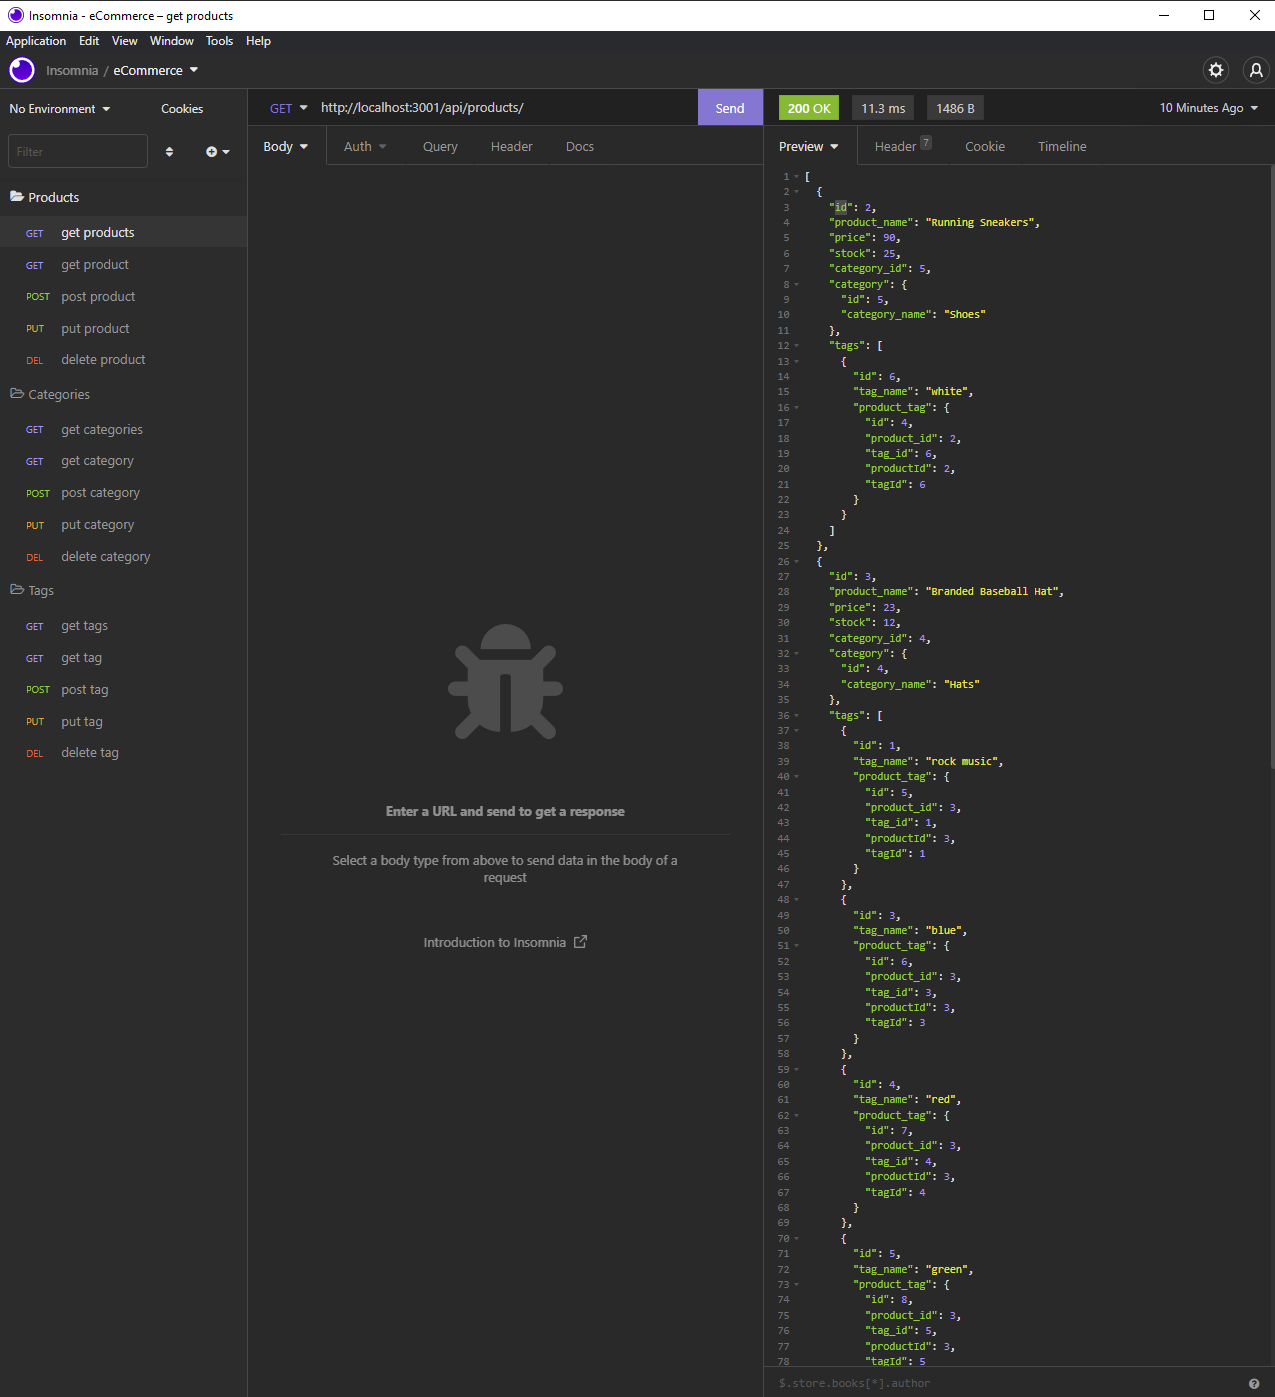 Insomnia - eCommerce – get products
Application Edit View Window Tools Help
Insomnia / eCommerce
No Environment Cookies
Filter
Products
GET get products
GET get product
POST post product
PUT put product
DEL delete product
Categories
GET get categories
GET get category
POST post category
PUT put category
DEL delete category
Tags
GET get tags
GET get tag
POST post tag
PUT put tag
DEL delete tag
GET http://localhost:3001/api/products/ Send
Body Auth Query Header Docs
Enter a URL and send to get a response
Select a body type from above to send data in the body of a
request
Introduction to Insomnia
200 OK 11.3 ms 1486 B 10 Minutes Ago
Preview Header 7 Cookie Timeline
1 [
2 {
3 "id": 2,
4 "product_name": "Running Sneakers",
5 "price": 90,
6 "stock": 25,
7 "category_id": 5,
8 "category": {
9 "id": 5,
10 "category_name": "Shoes"
11 },
12 "tags": [
13 {
14 "id": 6,
15 "tag_name": "white",
16 "product_tag": {
17 "id": 4,
18 "product_id": 2,
19 "tag_id": 6,
20 "productId": 2,
21 "tagId": 6
22 }
23 }
24 ]
25 },
26 {
27 "id": 3,
28 "product_name": "Branded Baseball Hat",
29 "price": 23,
30 "stock": 12,
31 "category_id": 4,
32 "category": {
33 "id": 4,
34 "category_name": "Hats"
35 },
36 "tags": [
37 {
38 "id": 1,
39 "tag_name": "rock music",
40 "product_tag": {
41 "id": 5,
42 "product_id": 3,
43 "tag_id": 1,
44 "productId": 3,
45 "tagId": 1
46 }
47 },
48 {
49 "id": 3,
50 "tag_name": "blue",
51 "product_tag": {
52 "id": 6,
53 "product_id": 3,
54 "tag_id": 3,
55 "productId": 3,
56 "tagId": 3
57 }
58 },
59 {
60 "id": 4,
61 "tag_name": "red",
62 "product_tag": {
63 "id": 7,
64 "product_id": 3,
65 "tag_id": 4,
66 "productId": 3,
67 "tagId": 4
68 }
69 },
70 {
71 "id": 5,
72 "tag_name": "green",
73 "product_tag": {
74 "id": 8,
75 "product_id": 3,
76 "tag_id": 5,
77 "productId": 3,
78 "tagId": 5
$.store.books[*].author